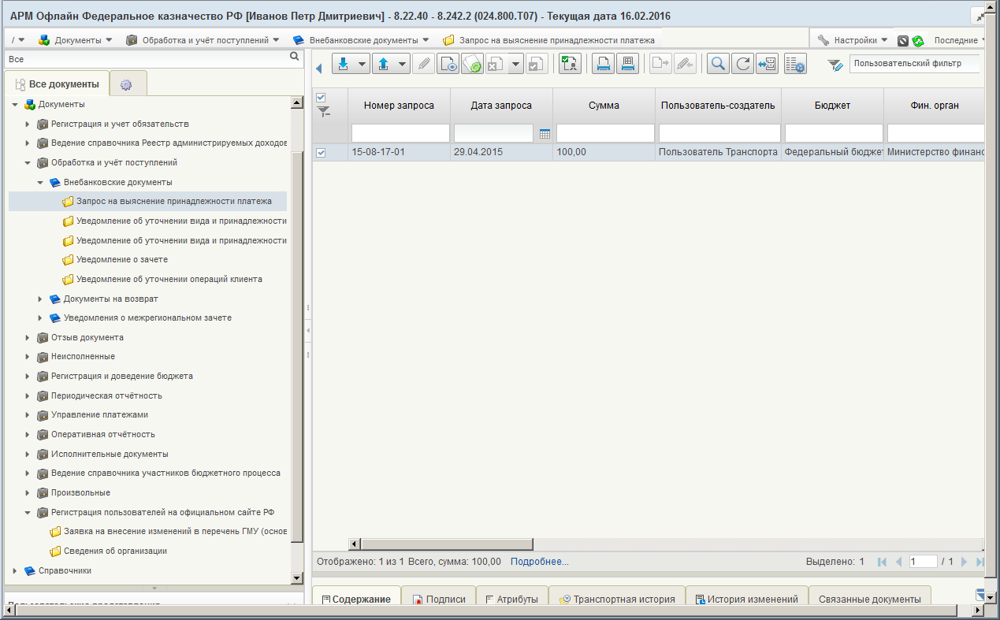 АРМ Офлайн Федеральное казначество РФ [Иванов Петр Дмитриевич] - 8.22.40 - 8.242.2 (024.800.T07) - Текущая дата 16.02.2016
/ Документы Обработка и учёт поступлений Внебанковские документы Запрос на выяснение принадлежности платежа Настройки Последние
Все
Пользовательский фильтр
Все документы
Документы
Регистрация и учет обязательств
Ведение справочника Реестр администрируемых доходов
Обработка и учёт поступлений
Внебанковские документы
Запрос на выяснение принадлежности платежа
Уведомление об уточнении вида и принадлежности
Уведомление об уточнении вида и принадлежности
Уведомление о зачете
Уведомление об уточнении операций клиента
Документы на возврат
Уведомления о межрегиональном зачете
Отзыв документа
Неисполненные
Регистрация и доведение бюджета
Периодическая отчётность
Управление платежами
Оперативная отчётность
Исполнительные документы
Ведение справочника участников бюджетного процесса
Произвольные
Регистрация пользователей на официальном сайте РФ
Заявка на внесение изменений в перечень ГМУ (осное
Сведения об организации
Справочники
Номер запроса Дата запроса Сумма Пользователь-создатель Бюджет Фин. орган
15-08-17-01 29.04.2015 100,00 Пользователь Транспорта Федеральный бюджет Министерство финанс
Отображено: 1 из 1 Всего, сумма: 100,00 Подробнее... Выделено: 1 1 / 1
Содержание Подписи Атрибуты Транспортная история История изменений Связанные документы